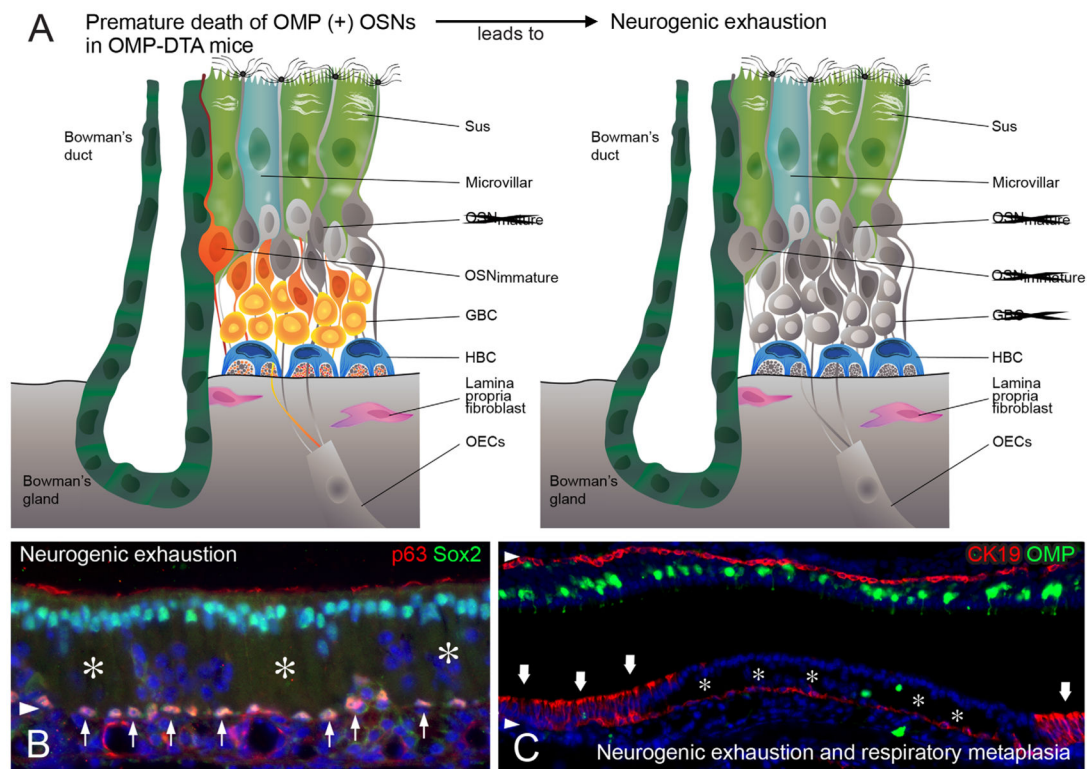 A
Premature death of OMP (+) OSNs
in OMP-DTA mice
leads to
Neurogenic exhaustion
Bowman's
duct
Sus
Microvillar
OSNmature
OSNimmature
GBC
HBC
Lamina
propria
fibroblast
OECs
Bowman's
gland
Bowman's
duct
Sus
Microvillar
OSNmature
OSNimmature
GBC
HBC
Lamina
propria
fibroblast
OECs
Bowman's
gland
Neurogenic exhaustion
p63 Sox2
* * *
B
CK19 OMP
* * * * *
C
Neurogenic exhaustion and respiratory metaplasia